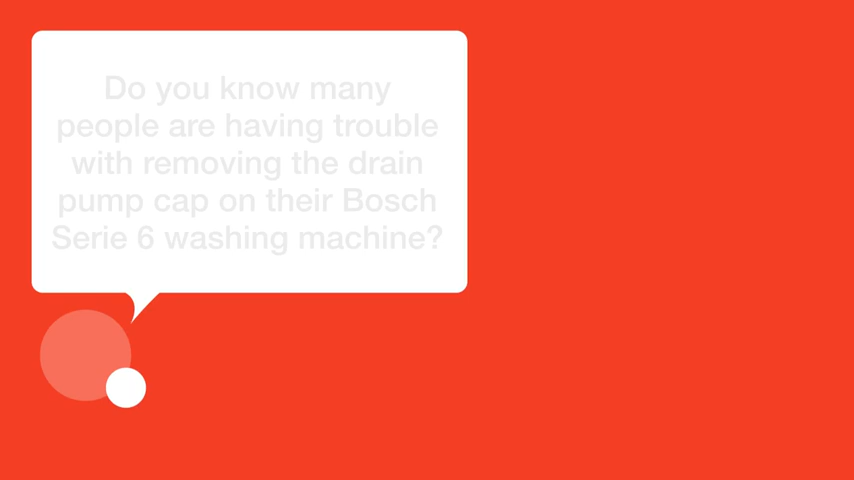 Do you know many
people are having trouble
with removing the drain
pump cap on their Bosch
Serie 6 washing machine?